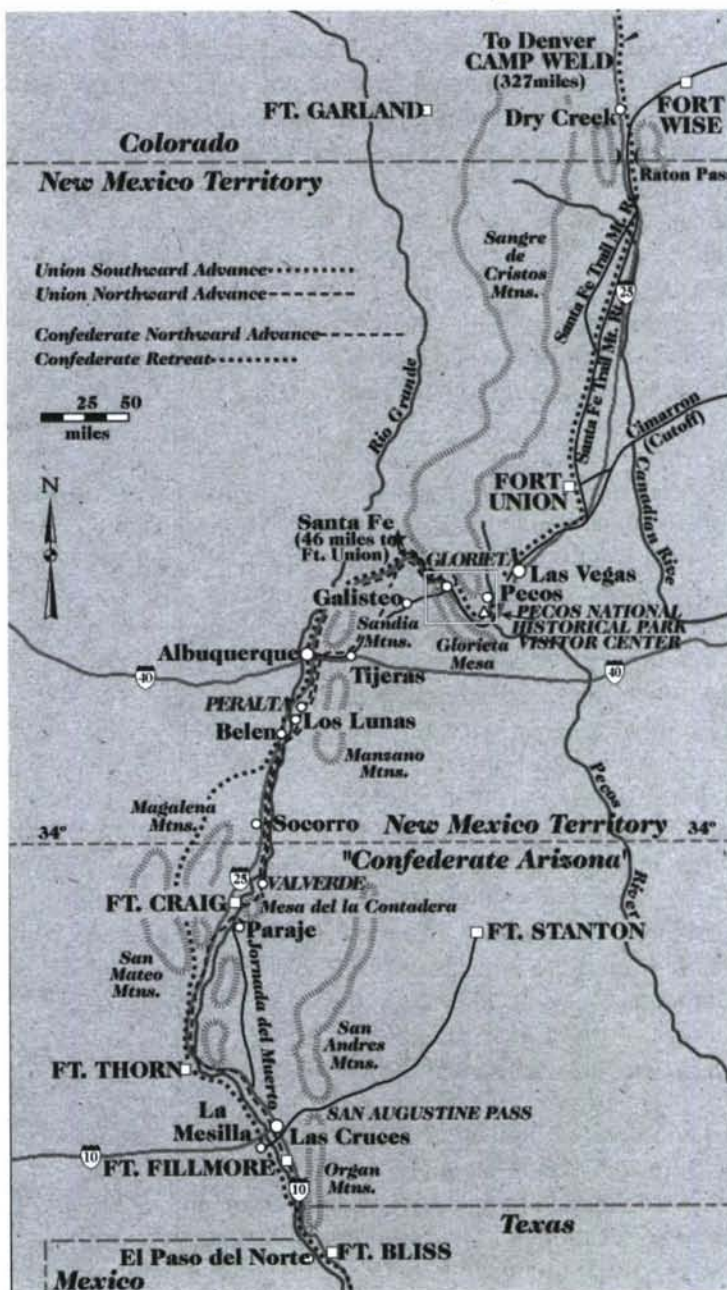 To Denver
CAMP WELD
(327miles)
FT. GARLAND
Dry Creek
FORT
WISE
Colorado
New Mexico Territory
Raton Pass
Sangre
de
Cristos
Mtns.
Santa Fe Trail Mt. R.
25
Union Southward Advance
Union Northward Advance
Confederate Northward Advance
Confederate Retreat
Santa Fe Trail Mt. Rt.
25 50
miles
Rio Grande
Cimarron
(Cutoff)
N
FORT
UNION
Canadian River
Santa Fe
(46 miles to
Ft. Union)
GLORIETA
Las Vegas
Galisteo
Pecos
Sandia
Mtns.
PECOS NATIONAL
HISTORICAL PARK
VISITOR CENTER
Glorieta
Mesa
Albuquerque
Tijeras
40
40
PERALTA
Los Lunas
Belen
Manzano
Mtns.
Pecos River
Magalena
Mtns.
Socorro
34°
New Mexico Territory
34°
"Confederate Arizona"
25
VALVERDE
FT. CRAIG
Mesa del la Contadera
Paraje
FT. STANTON
San
Mateo
Mtns.
Jornada del Muerto
San
Andres
Mtns.
FT. THORN
La
Mesilla
SAN AUGUSTINE PASS
Las Cruces
10
FT. FILLMORE
Organ
Mtns.
10
Texas
El Paso del Norte
FT. BLISS
Mexico